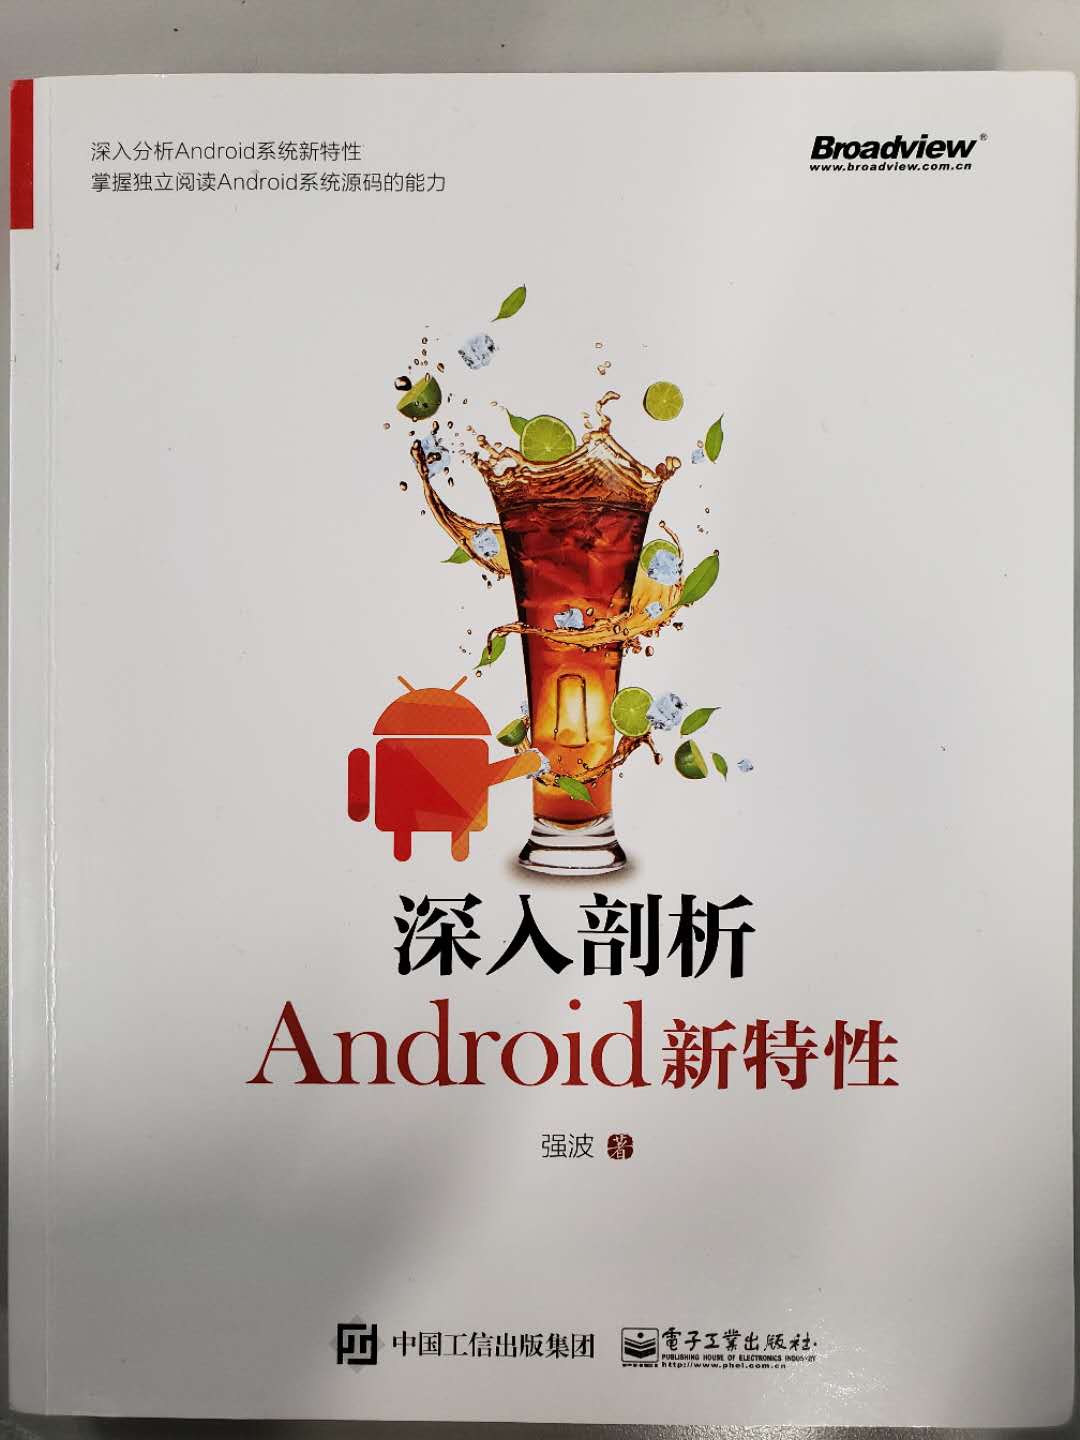 深入分析Android系统新特性
掌握独立阅读Android系统源码的能力
Broadview®
www.broadview.com.cn
深入剖析
Android新特性
强波 著
中国工信出版集团
電子工業出版社
PUBLISHING HOUSE OF ELECTRONICS INDUSTRY
http://www.phei.com.cn